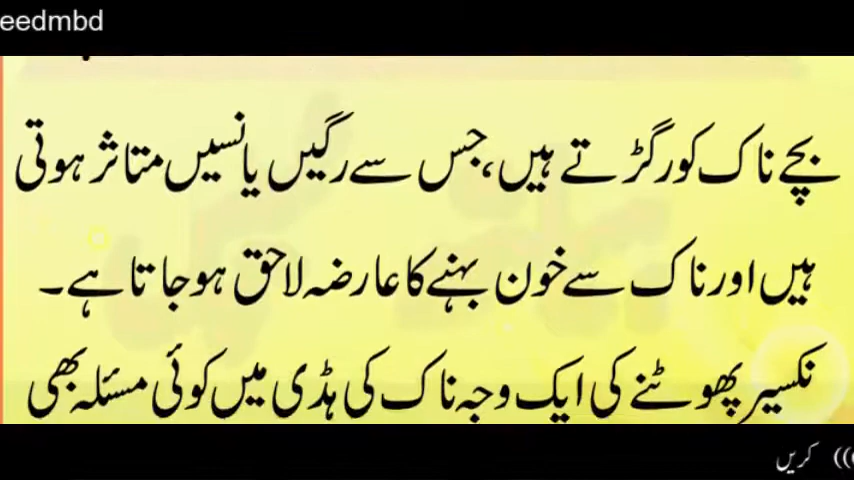 eedmbd
بچے ناک کو رگڑتے ہیں، جس سے رگیں یا نسیں متاثر ہوتی
ہیں اور ناک سے خون بہنے کا عارضہ لاحق ہو جاتا ہے۔
نکسیر پھوٹنے کی ایک وجہ ناک کی ہڈی میں کوئی مسئلہ بھی
کریں ((